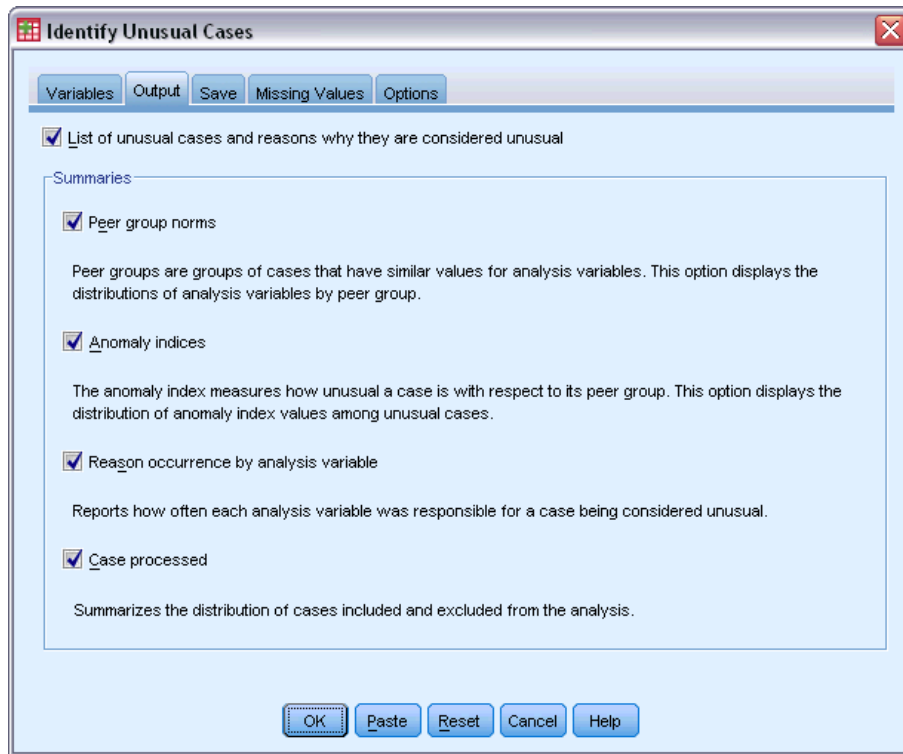 Identify Unusual Cases
Variables Output Save Missing Values Options
List of unusual cases and reasons why they are considered unusual
Summaries
Peer group norms
Peer groups are groups of cases that have similar values for analysis variables. This option displays the
distributions of analysis variables by peer group.
Anomaly indices
The anomaly index measures how unusual a case is with respect to its peer group. This option displays the
distribution of anomaly index values among unusual cases.
Reason occurrence by analysis variable
Reports how often each analysis variable was responsible for a case being considered unusual.
Case processed
Summarizes the distribution of cases included and excluded from the analysis.
OK Paste Reset Cancel Help